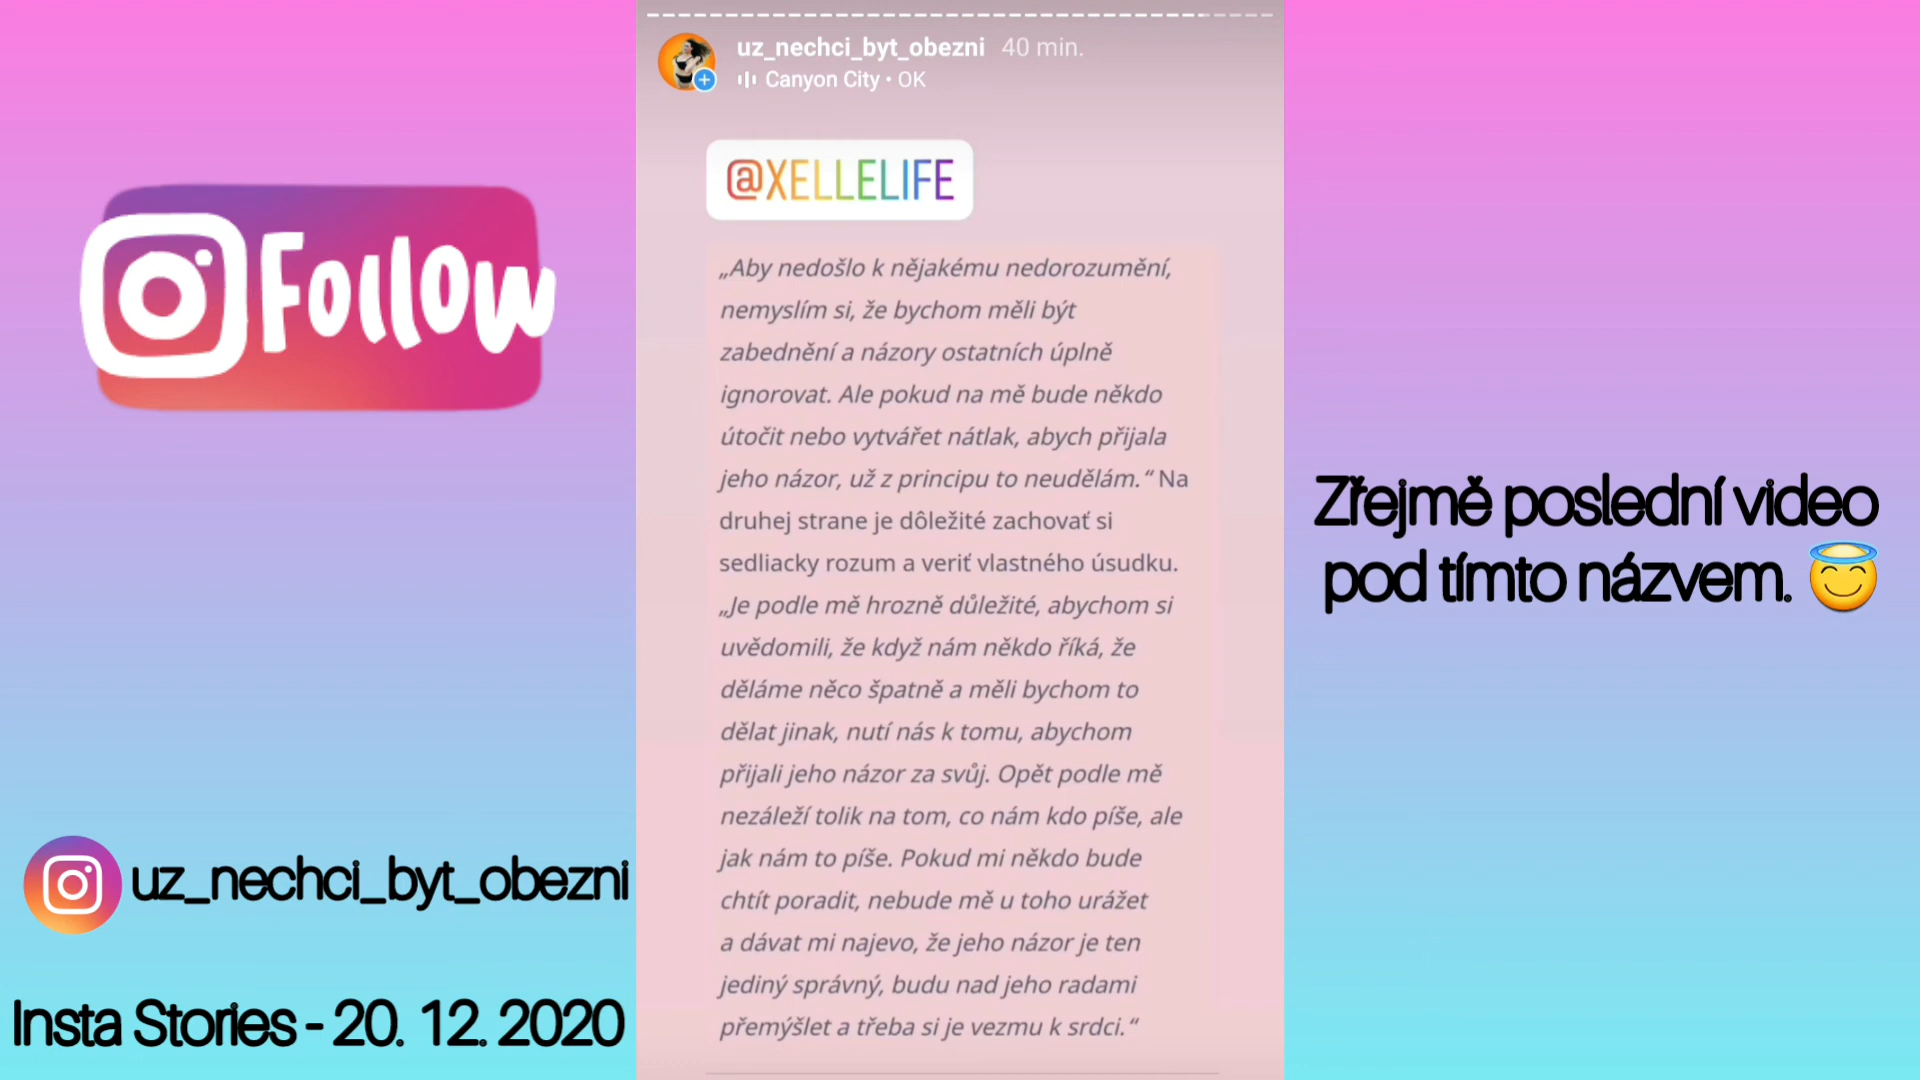 Follow
uz_nechci_byt_obezni
Insta Stories - 20. 12. 2020
uz_nechci_byt_obezni 40 min.
Canyon City • OK
@XELLELIFE
„Aby nedošlo k nějakému nedorozumění,
nemyslím si, že bychom měli být
zabednění a názory ostatních úplně
ignorovat. Ale pokud na mě bude někdo
útočit nebo vytvářet nátlak, abych přijala
jeho názor, už z principu to neudělám.“ Na
druhej strane je dôležité zachovať si
sedliacky rozum a veriť vlastného úsudku.
„Je podle mě hrozně důležité, abychom si
uvědomili, že když nám někdo říká, že
děláme něco špatně a měli bychom to
dělat jinak, nutí nás k tomu, abychom
přijali jeho názor za svůj. Opět podle mě
nezáleží tolik na tom, co nám kdo píše, ale
jak nám to píše. Pokud mi někdo bude
chtít poradit, nebude mě u toho urážet
a dávat mi najevo, že jeho názor je ten
jediný správný, budu nad jeho radami
přemýšlet a třeba si je vezmu k srdci.“
Zřejmě poslední video
pod tímto názvem. 😇